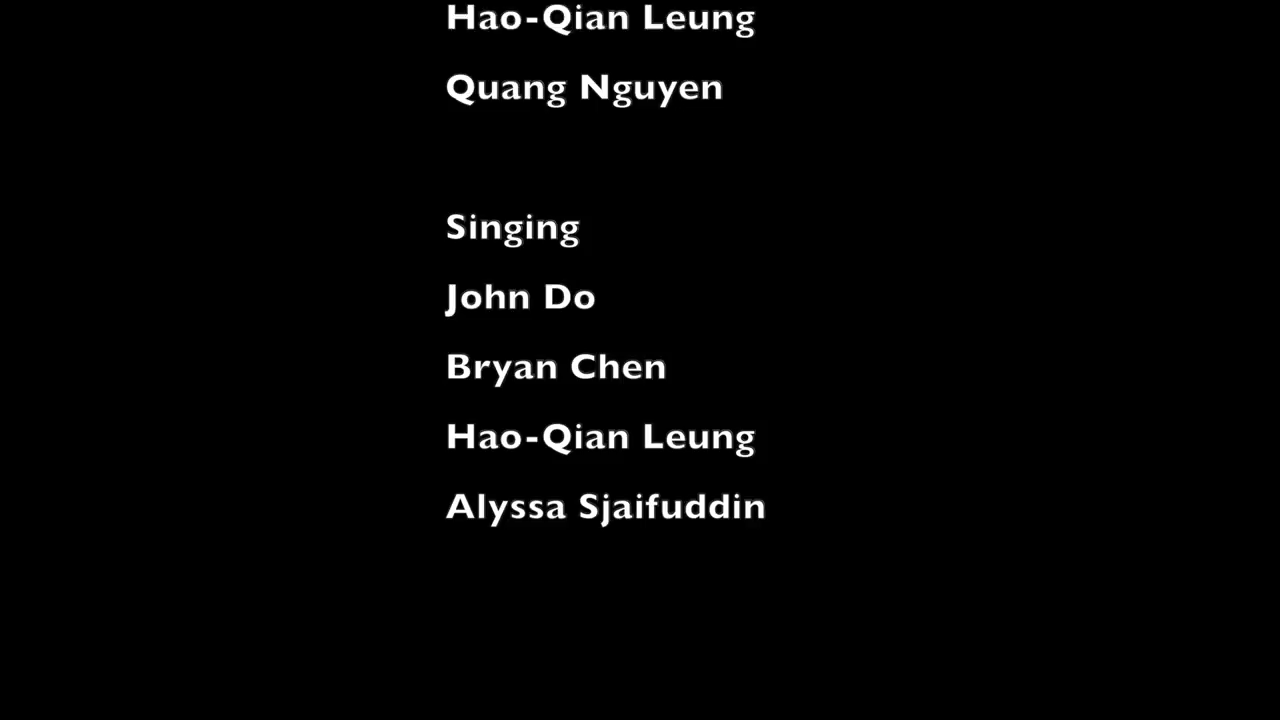 Hao-Qian Leung
Quang Nguyen
Singing
John Do
Bryan Chen
Hao-Qian Leung
Alyssa Sjaifuddin